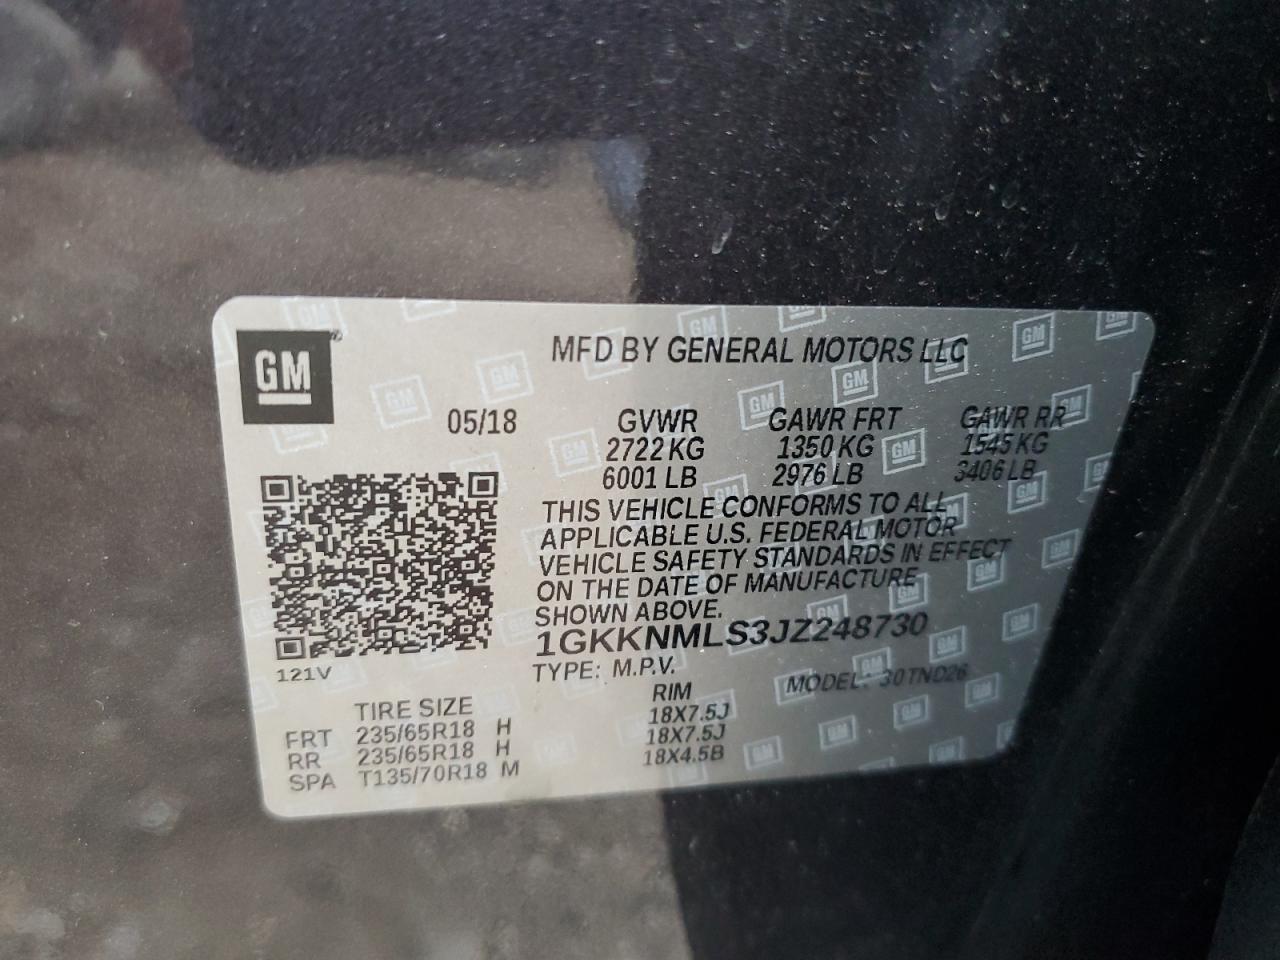 GM
MFD BY GENERAL MOTORS LLC
05/18 GVWR GAWR FRT GAWR RR
2722 KG 1350 KG 1545 KG
6001 LB 2976 LB 3406 LB
THIS VEHICLE CONFORMS TO ALL
APPLICABLE U.S. FEDERAL MOTOR
VEHICLE SAFETY STANDARDS IN EFFECT
ON THE DATE OF MANUFACTURE
SHOWN ABOVE.
1GKKNMLS3JZ248730
121V
TYPE: M.P.V. MODEL: 30TND26
TIRE SIZE RIM
FRT 235/65R18 H 18X7.5J
RR 235/65R18 H 18X7.5J
SPA T135/70R18 M 18X4.5B